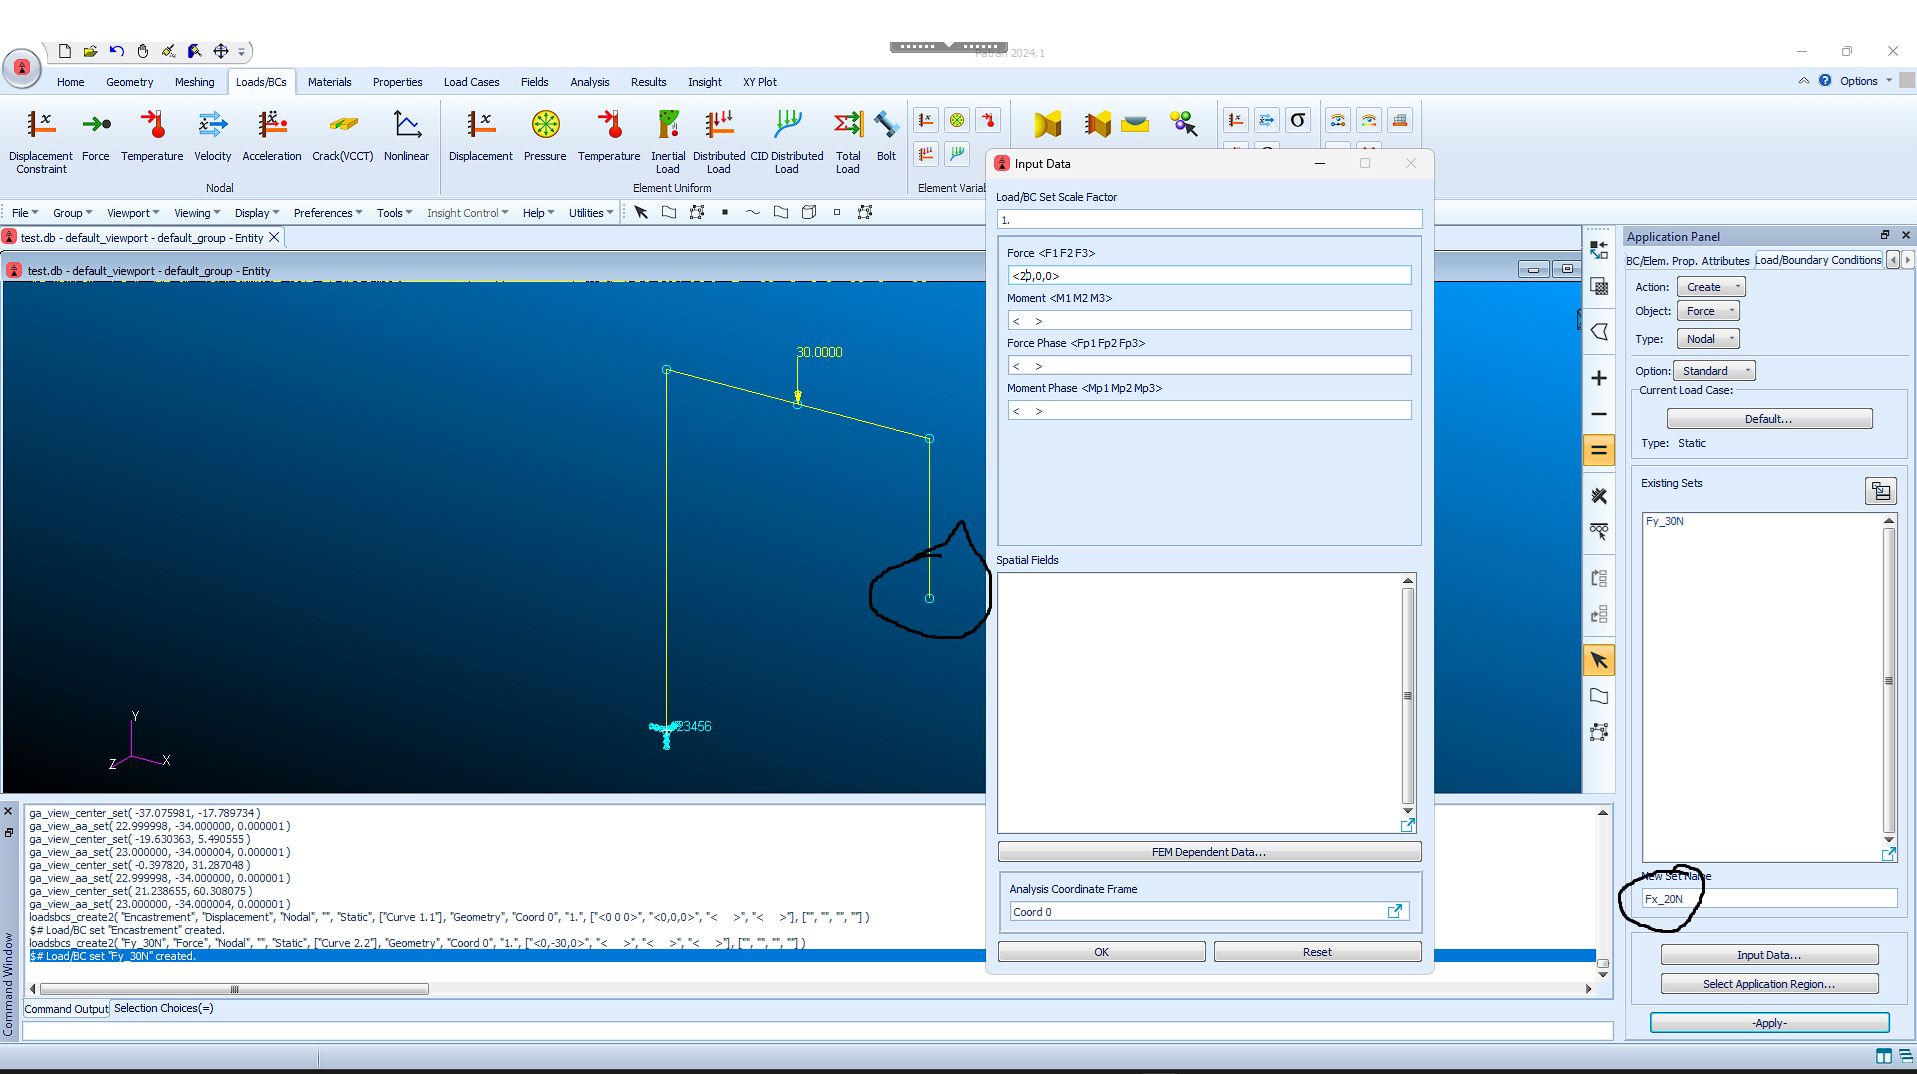 Patran 2024.1
Home Geometry Meshing Loads/BCs Materials Properties Load Cases Fields Analysis Results Insight XY Plot
Options
Displacement Constraint Force Temperature Velocity Acceleration Crack(VCCT) Nonlinear
Nodal
Displacement Pressure Temperature Inertial Load Distributed Load CID Distributed Load Total Load Bolt
Element Uniform
Element Varia
File Group Viewport Viewing Display Preferences Tools Insight Control Help Utilities
test.db - default_viewport - default_group - Entity
test.db - default_viewport - default_group - Entity
30.0000
23456
Y
Z
X
Input Data
Load/BC Set Scale Factor
1.
Force <F1 F2 F3>
<20,0,0>
Moment <M1 M2 M3>
<     >
Force Phase <Fp1 Fp2 Fp3>
<     >
Moment Phase <Mp1 Mp2 Mp3>
<     >
Spatial Fields
FEM Dependent Data...
Analysis Coordinate Frame
Coord 0
OK Reset
Application Panel
BC/Elem. Prop. Attributes Load/Boundary Conditions
Action: Create
Object: Force
Type: Nodal
Option: Standard
Current Load Case:
Default...
Type: Static
Existing Sets
Fy_30N
New Set Name
Fx_20N
Input Data...
Select Application Region...
-Apply-
ga_view_center_set( -37.075981, -17.789734 )
ga_view_aa_set( 22.999998, -34.000000, 0.000001 )
ga_view_center_set( -19.630363, 5.490555 )
ga_view_aa_set( 23.000000, -34.000004, 0.000001 )
ga_view_center_set( -0.397820, 31.287048 )
ga_view_aa_set( 22.999998, -34.000000, 0.000001 )
ga_view_center_set( 21.238655, 60.308075 )
ga_view_aa_set( 23.000000, -34.000004, 0.000001 )
loadsbcs_create2( "Encastrement", "Displacement", "Nodal", "", "Static", ["Curve 1.1"], "Geometry", "Coord 0", "1.", ["<0 0 0>", "<0,0,0>", "<     >", "<     >"], ["", "", "", ""] )
$# Load/BC set "Encastrement" created.
loadsbcs_create2( "Fy_30N", "Force", "Nodal", "", "Static", ["Curve 2.2"], "Geometry", "Coord 0", "1.", ["<0,-30,0>", "<     >", "<     >", "<     >"], ["", "", "", ""] )
$# Load/BC set "Fy_30N" created.
Command Window
Command Output Selection Choices(=)